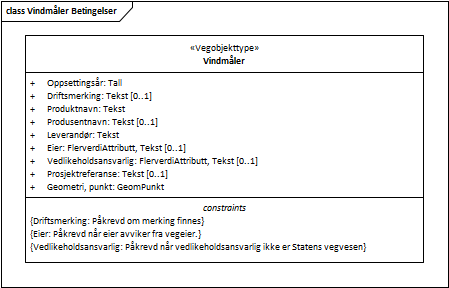 class Vindmåler Betingelser
«Vegobjekttype»
Vindmåler
+ Oppsettingsår: Tall
+ Driftsmerking: Tekst [0..1]
+ Produktnavn: Tekst
+ Produsentnavn: Tekst [0..1]
+ Leverandør: Tekst
+ Eier: FlerverdiAttributt, Tekst [0..1]
+ Vedlikeholdsansvarlig: FlerverdiAttributt, Tekst [0..1]
+ Prosjektreferanse: Tekst [0..1]
+ Geometri, punkt: GeomPunkt
constraints
{Driftsmerking: Påkrevd om merking finnes}
{Eier: Påkrevd når eier avviker fra vegeier.}
{Vedlikeholdsansvarlig: Påkrevd når vedlikeholdsansvarlig ikke er Statens vegvesen}